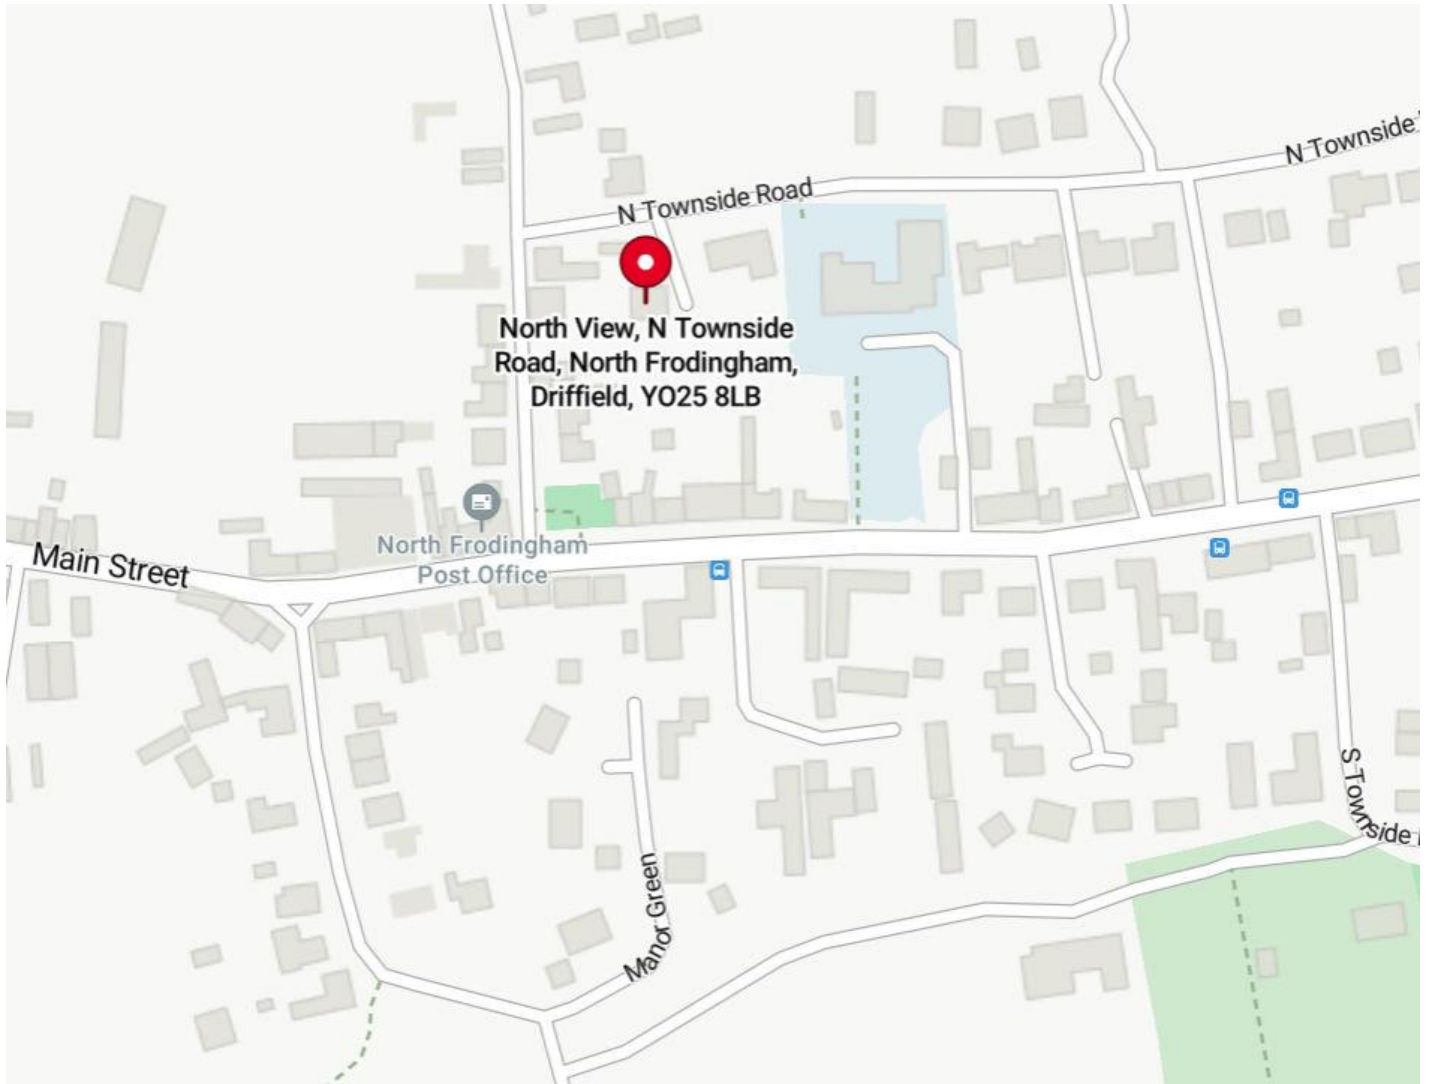 N Townside
N Townside Road
North View, N Townside
Road, North Frodingham,
Driffield, YO25 8LB
North Frodingham
Post Office
Main Street
S Townside
Manor Green